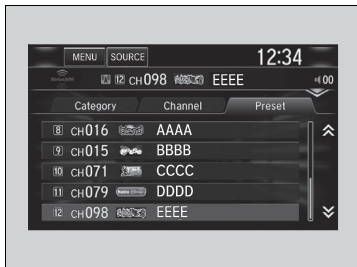 MENU SOURCE 12:34
12 CH098 EEEE 00
Category Channel Preset
8 CH016 AAAA
9 CH015 BBBB
10 CH071 CCCC
11 CH079 DDDD
12 CH098 EEEE